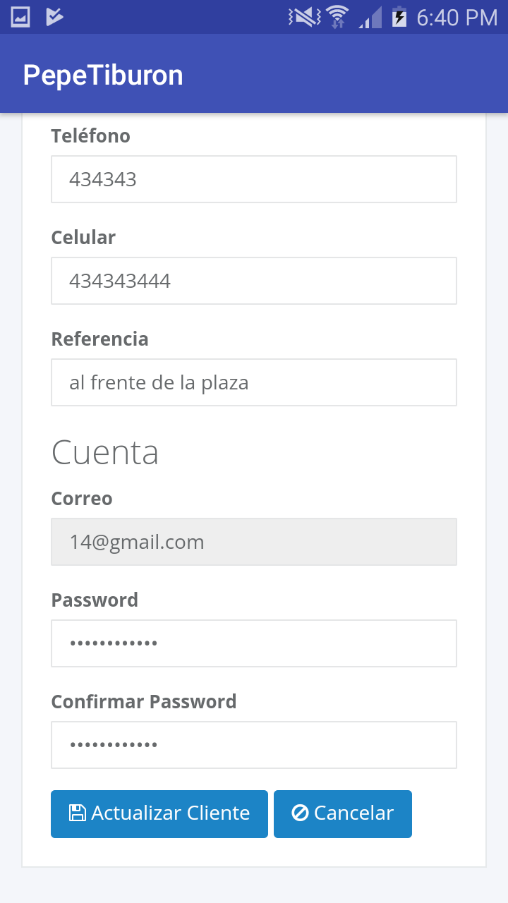 6:40 PM
PepeTiburon
Teléfono
434343
Celular
434343444
Referencia
al frente de la plaza
Cuenta
Correo
14@gmail.com
Password
••••••••••••
Confirmar Password
••••••••••••
Actualizar Cliente
Cancelar